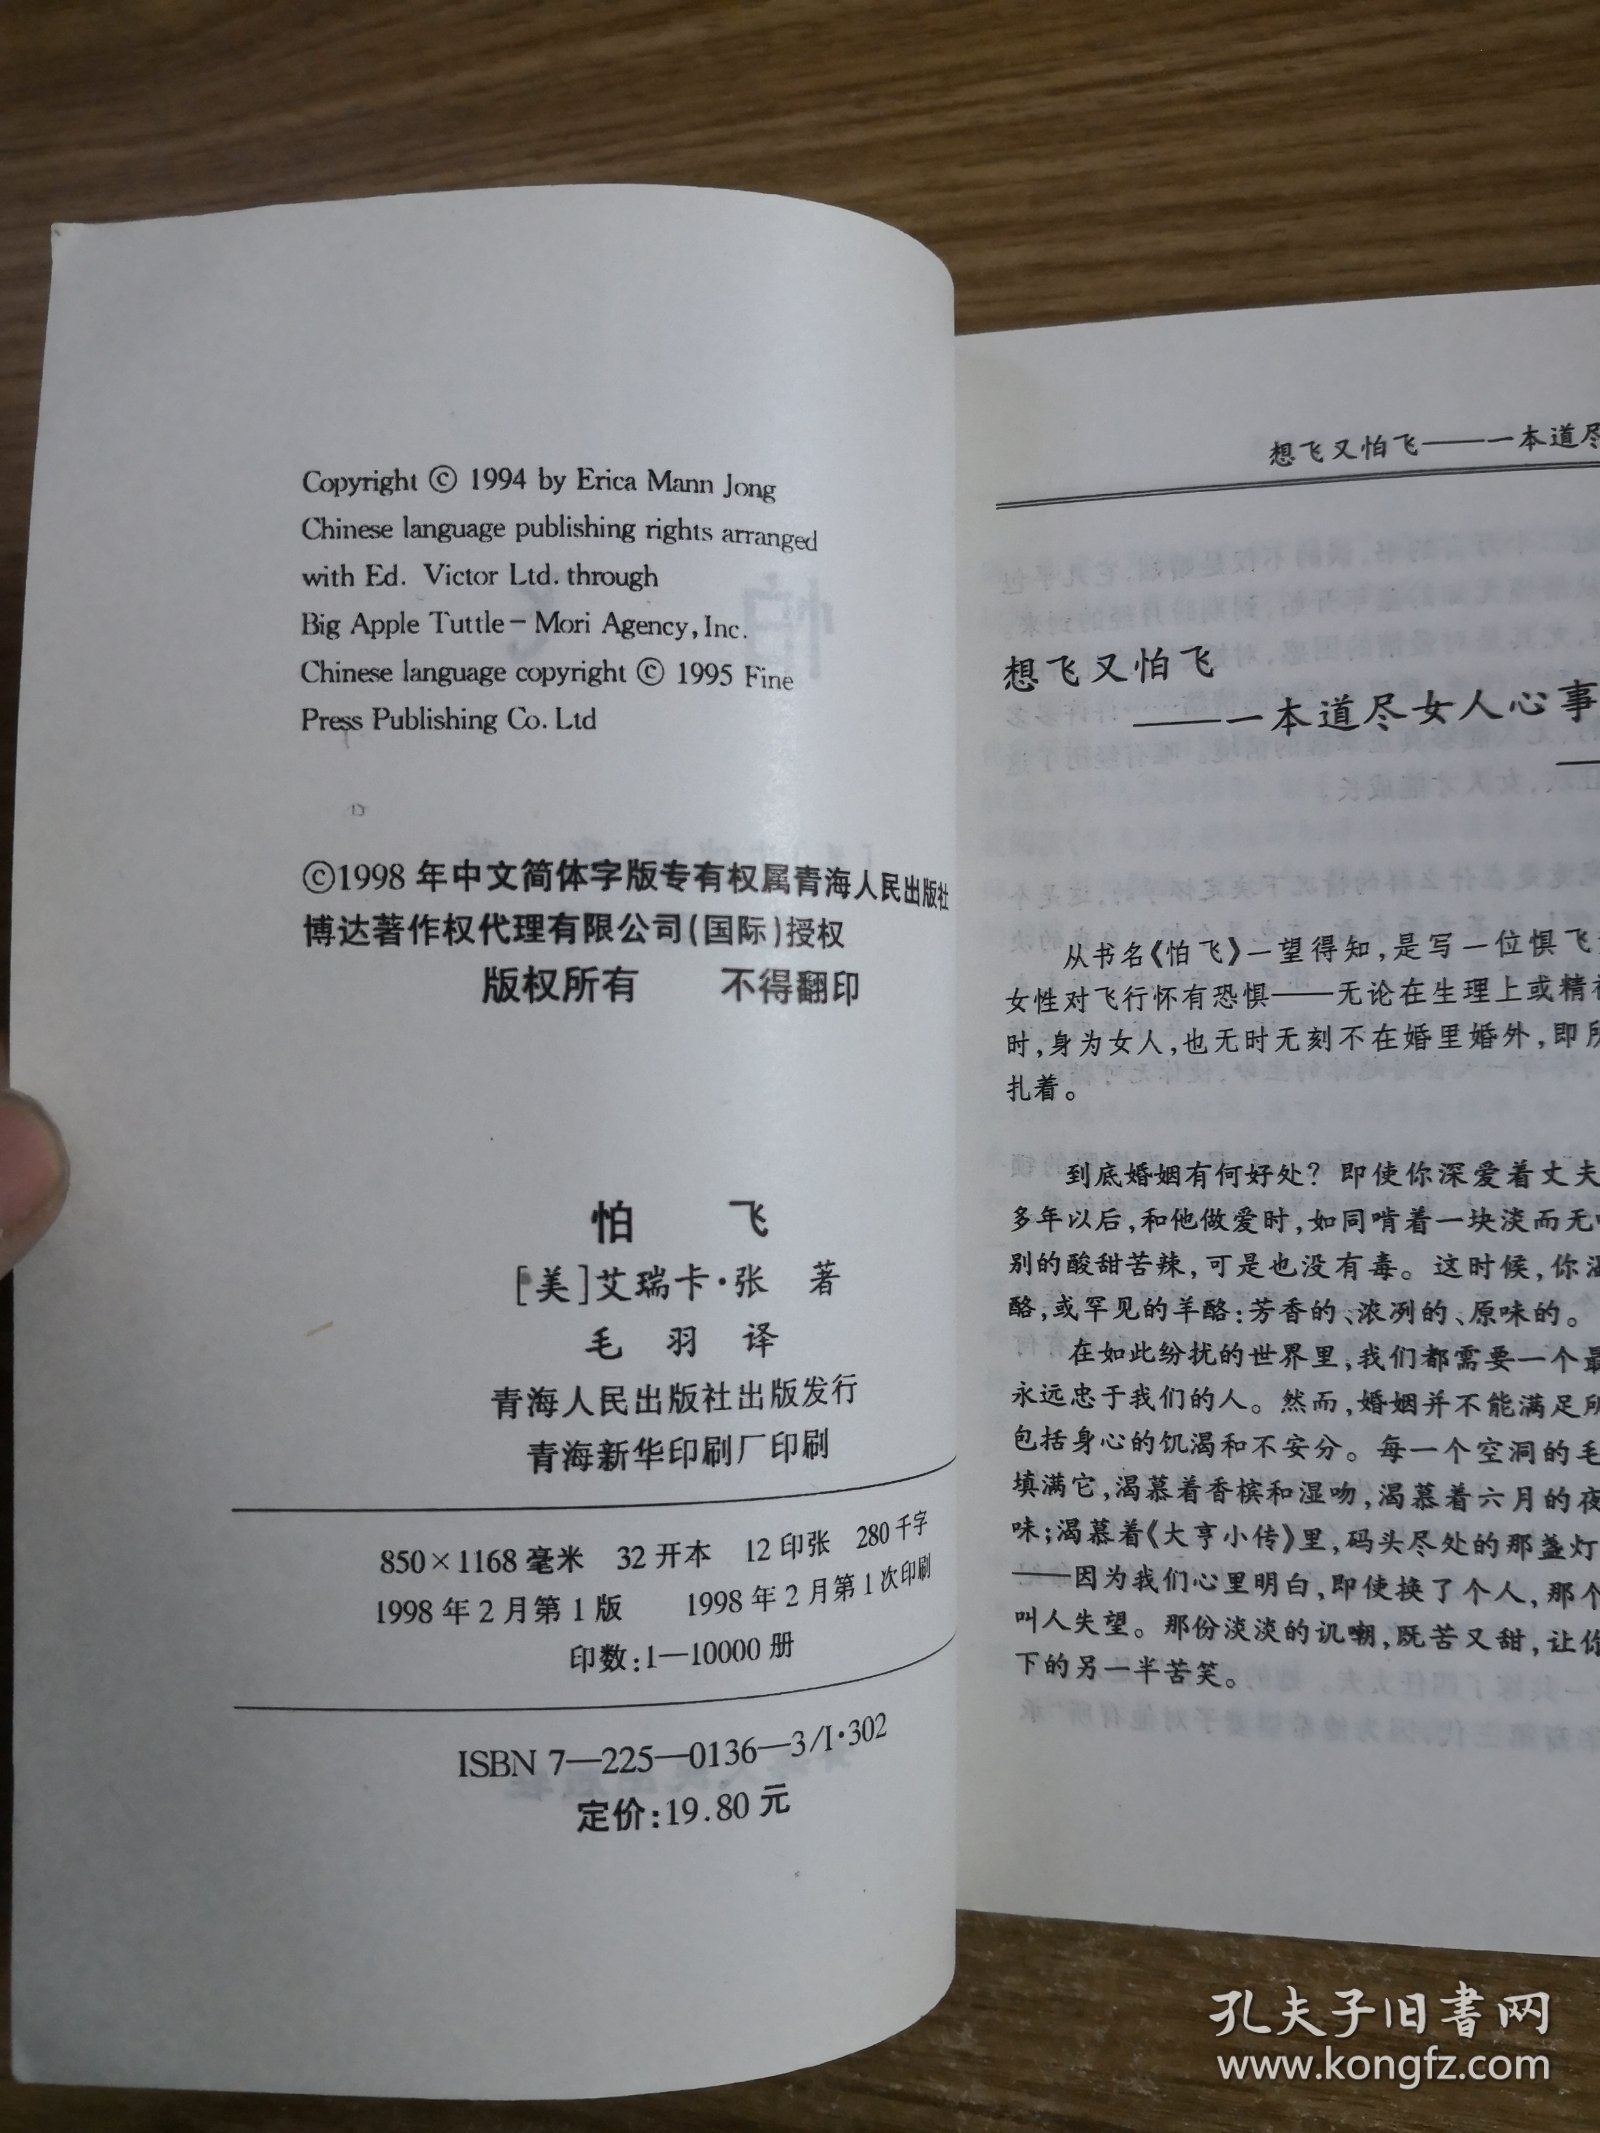 Copyright © 1994 by Erica Mann Jong
Chinese language publishing rights arranged
with Ed. Victor Ltd. through
Big Apple Tuttle－Mori Agency, Inc.
Chinese language copyright © 1995 Fine
Press Publishing Co. Ltd
©1998年中文简体字版专有权属青海人民出版社
博达著作权代理有限公司(国际)授权
版权所有 不得翻印
怕 飞
[美]艾瑞卡·张 著
毛 羽 译
青海人民出版社出版发行
青海新华印刷厂印刷
850×1168毫米 32开本 12印张 280千字
1998年2月第1版 1998年2月第1次印刷
印数:1—10000册
ISBN 7—225—0136—3/I·302
定价:19.80元
想飞又怕飞——一本道尽
想飞又怕飞
——一本道尽女人心事
从书名《怕飞》一望得知,是写一位惧飞
女性对飞行怀有恐惧——无论在生理上或精神
时,身为女人,也无时无刻不在婚里婚外,即所
扎着。
到底婚姻有何好处? 即使你深爱着丈夫
多年以后,和他做爱时,如同啃着一块淡而无
别的酸甜苦辣,可是也没有毒。这时候,你渴
酪,或罕见的羊酪:芳香的、浓冽的、原味的。
在如此纷扰的世界里,我们都需要一个最
永远忠于我们的人。然而,婚姻并不能满足所
包括身心的饥渴和不安分。每一个空洞的毛
填满它,渴慕着香槟和湿吻,渴慕着六月的夜
味;渴慕着《大亨小传》里,码头尽处的那盏灯
——因为我们心里明白,即使换了个人,那个
叫人失望。那份淡淡的讥嘲,既苦又甜,让你
下的另一半苦笑。
孔夫子旧书网
www.kongfz.com